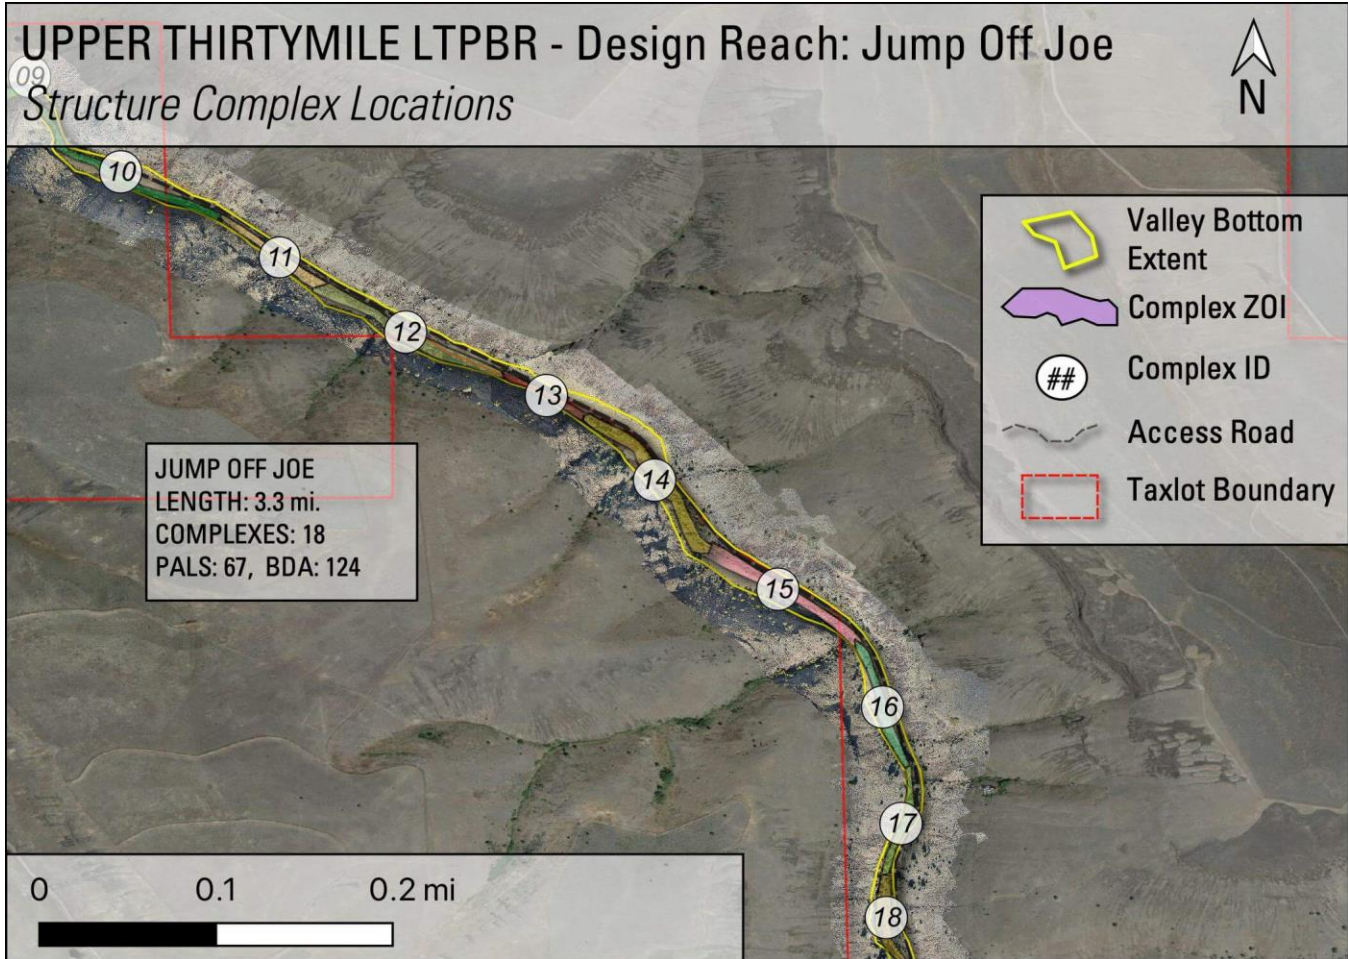 UPPER THIRTYMILE LTPBR - Design Reach: Jump Off Joe
Structure Complex Locations
N
09
10
11
12
13
14
15
16
17
18
Valley Bottom
Extent
Complex ZOI
## Complex ID
Access Road
Taxlot Boundary
JUMP OFF JOE
LENGTH: 3.3 mi.
COMPLEXES: 18
PALS: 67, BDA: 124
0 0.1 0.2 mi